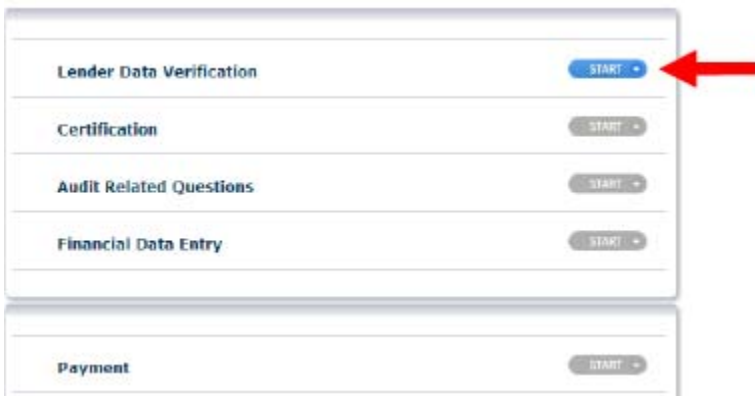 Lender Data Verification START
Certification START
Audit Related Questions START
Financial Data Entry START
Payment START